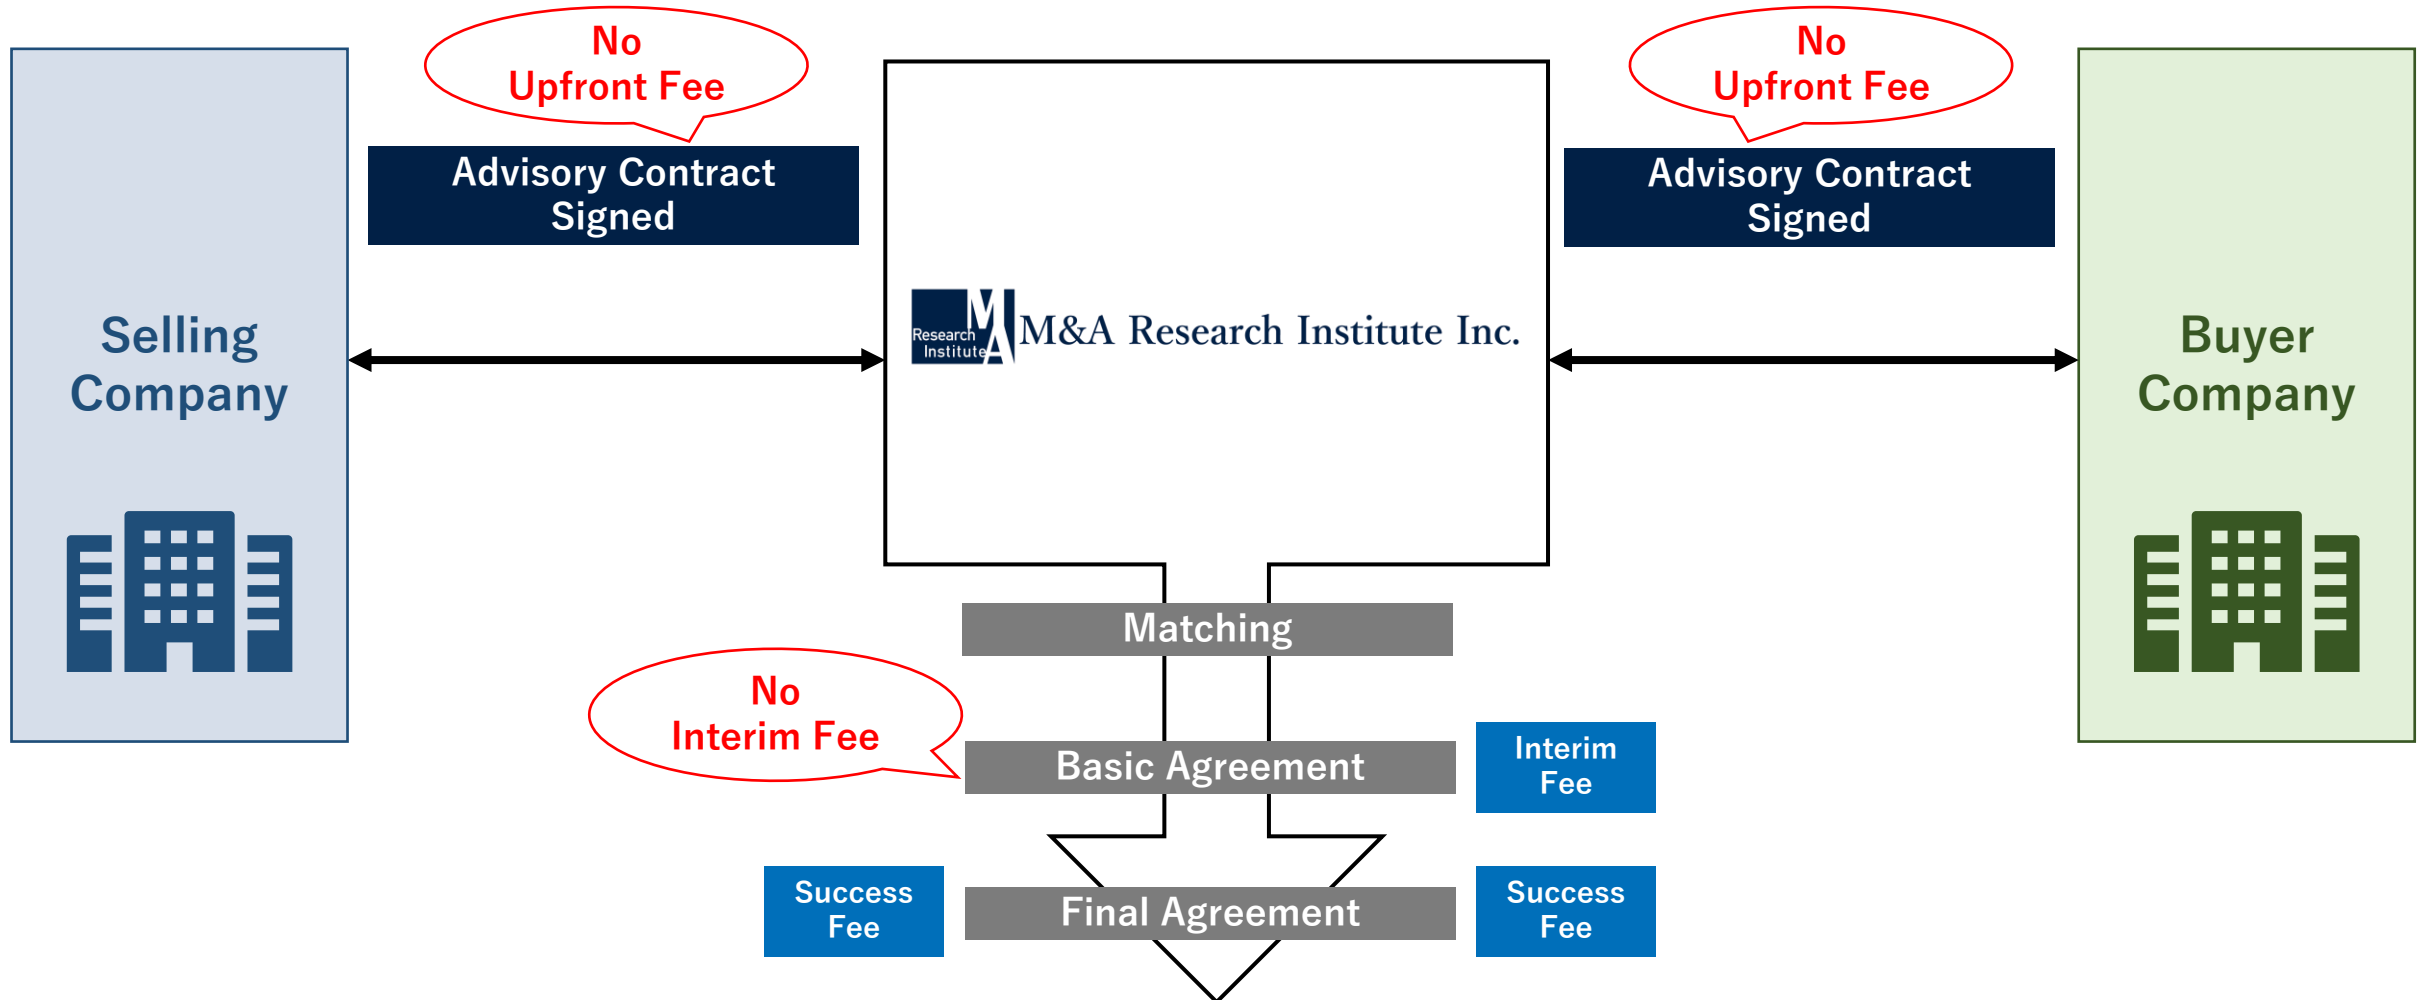 No
Upfront Fee
No
Upfront Fee
Advisory Contract
Signed
Advisory Contract
Signed
Selling
Company
Research
Institute
MA
M&A Research Institute Inc.
Buyer
Company
Matching
No
Interim Fee
Basic Agreement
Interim
Fee
Success
Fee
Final Agreement
Success
Fee